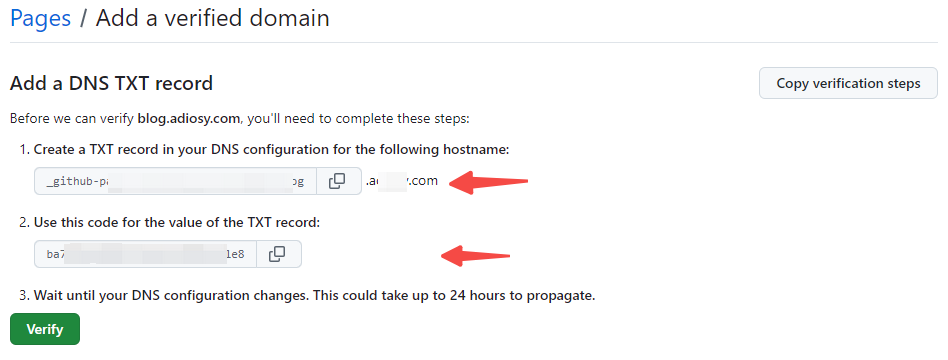 Pages / Add a verified domain
Add a DNS TXT record
Copy verification steps
Before we can verify blog.adiosy.com, you'll need to complete these steps:
1. Create a TXT record in your DNS configuration for the following hostname:
_github-pa og .ad y.com
2. Use this code for the value of the TXT record:
ba7 1e8
3. Wait until your DNS configuration changes. This could take up to 24 hours to propagate.
Verify